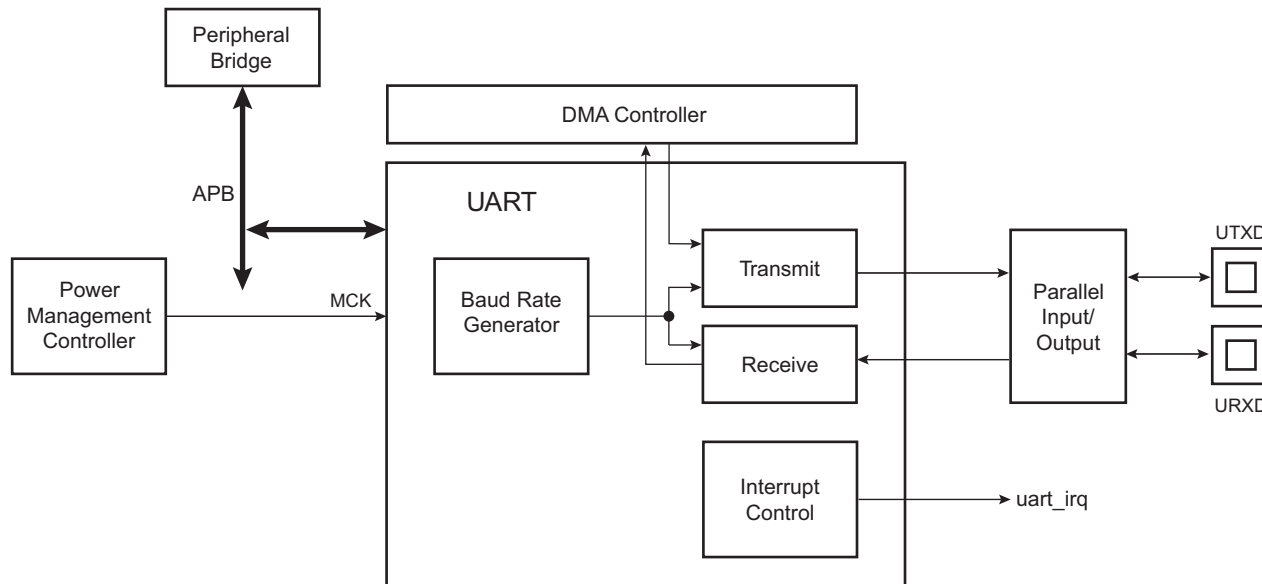 Peripheral
Bridge
DMA Controller
APB
UART
UTXD
Transmit
Power
Management
Controller
MCK
Baud Rate
Generator
Parallel
Input/
Output
Receive
URXD
Interrupt
Control
uart_irq